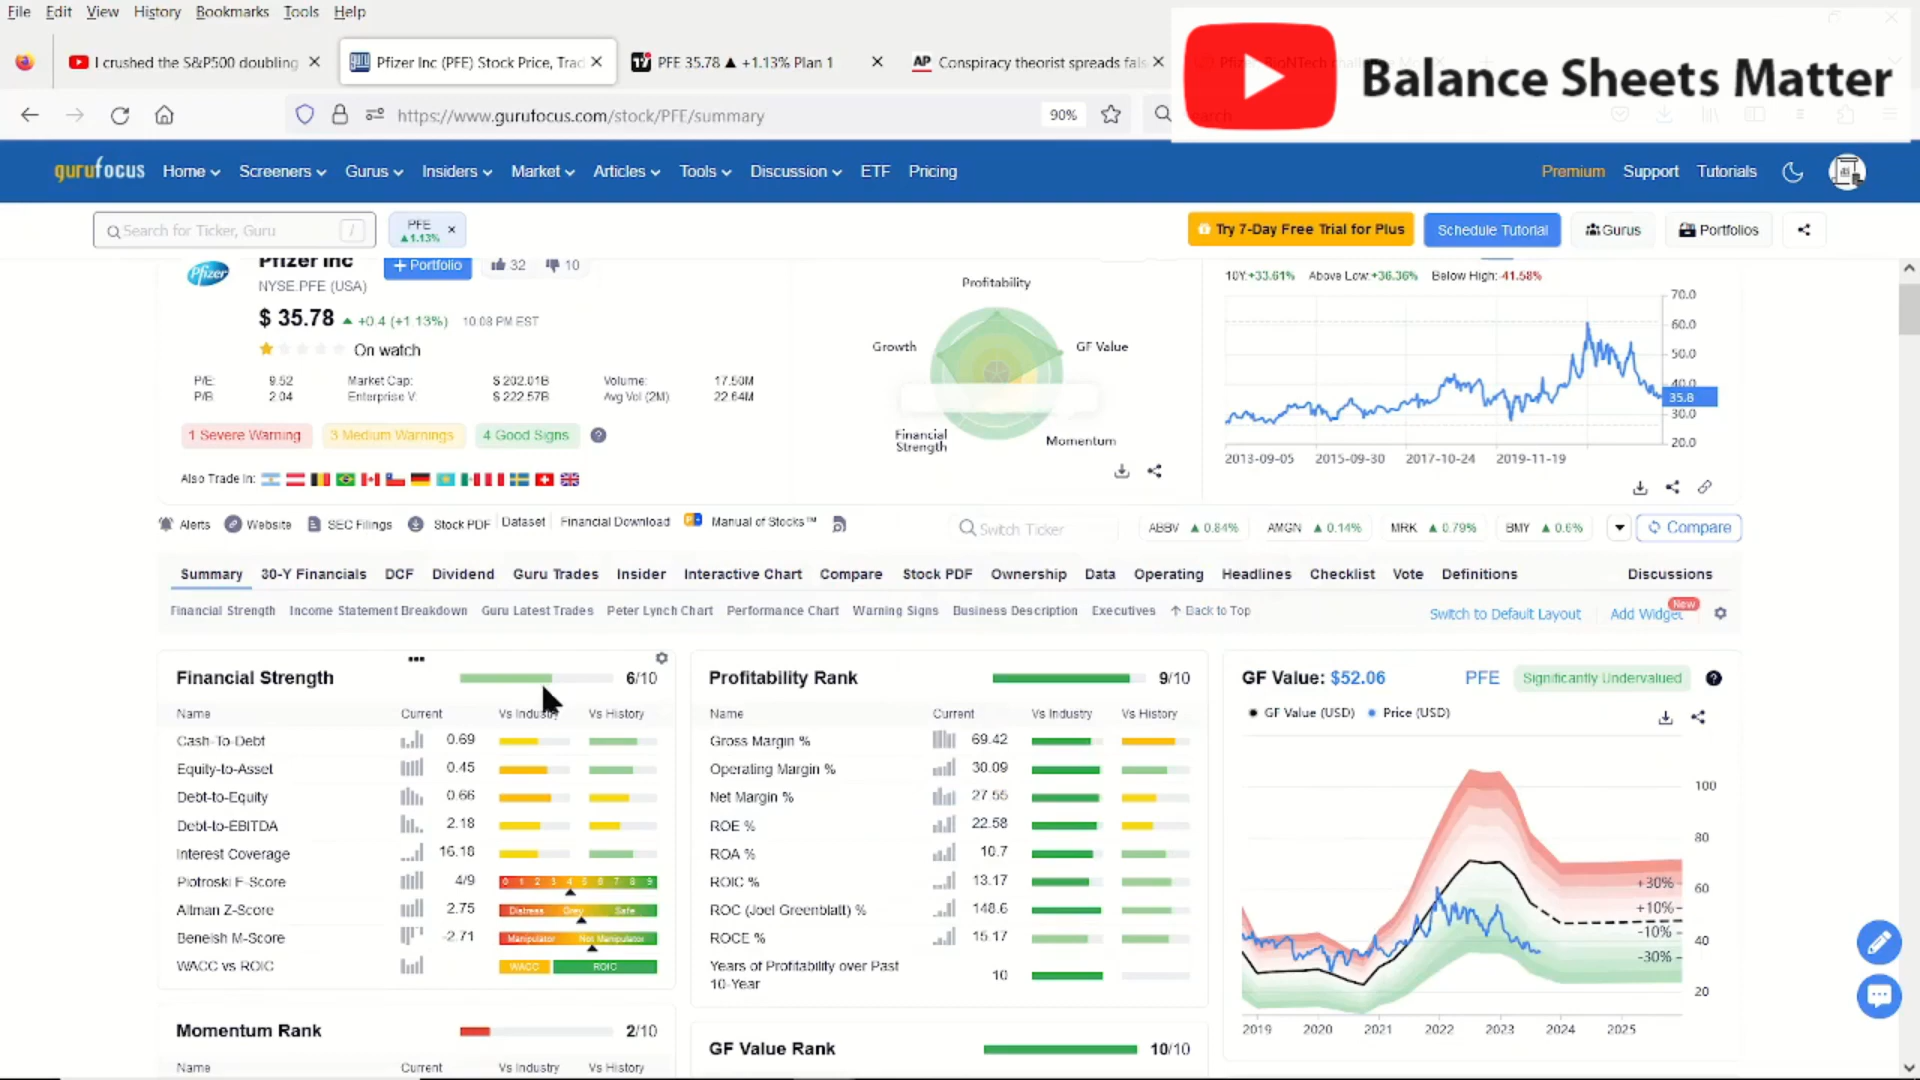 File Edit View History Bookmarks Tools Help
I crushed the S&P500 doubling
Pfizer Inc (PFE) Stock Price, Trad
PFE 35.78 ▲ +1.13% Plan 1
AP Conspiracy theorist spreads fals
Balance Sheets Matter
https://www.gurufocus.com/stock/PFE/summary
90%
gurufocus Home Screeners Gurus Insiders Market Articles Tools Discussion ETF Pricing Premium Support Tutorials
Search for Ticker, Guru /
PFE
▲1.13%
Try 7-Day Free Trial for Plus
Schedule Tutorial
Gurus
Portfolios
Pfizer
Pfizer Inc
+ Portfolio
32 10
NYSE:PFE (USA)
$ 35.78 ▲ +0.4 (+1.13%) 10:08 PM EST
On watch
P/E: 9.52 Market Cap: $ 202.01B Volume: 17.50M
P/B: 2.04 Enterprise V: $ 222.57B Avg Vol (2M) 22.64M
1 Severe Warning 3 Medium Warnings 4 Good Signs ?
Also Trade In:
Profitability
Growth
GF Value
Financial Strength
Momentum
10Y:+33.61% Above Low:+36.36% Below High:-41.58%
70.0
60.0
50.0
40.0
35.8
30.0
20.0
2013-09-05 2015-09-30 2017-10-24 2019-11-19
Alerts Website SEC Filings Stock PDF Dataset Financial Download Manual of Stocks™
Switch Ticker
ABBV ▲ 0.84% AMGN ▲ 0.14% MRK ▲ 0.79% BMY ▲ 0.6%
Compare
Summary 30-Y Financials DCF Dividend Guru Trades Insider Interactive Chart Compare Stock PDF Ownership Data Operating Headlines Checklist Vote Definitions Discussions
Financial Strength Income Statement Breakdown Guru Latest Trades Peter Lynch Chart Performance Chart Warning Signs Business Description Executives ↑ Back to Top
Switch to Default Layout
Add Widget
New
Financial Strength 6/10
Name Current Vs Industry Vs History
Cash-To-Debt 0.69
Equity-to-Asset 0.45
Debt-to-Equity 0.66
Debt-to-EBITDA 2.18
Interest Coverage 16.18
Piotroski F-Score 4/9 0 1 2 3 4 5 6 7 8 9
Altman Z-Score 2.75 Distress Grey Safe
Beneish M-Score -2.71 Manipulator Not Manipulator
WACC vs ROIC WACC ROIC
Momentum Rank 2/10
Name Current Vs Industry Vs History
Profitability Rank 9/10
Name Current Vs Industry Vs History
Gross Margin % 69.42
Operating Margin % 30.09
Net Margin % 27.55
ROE % 22.58
ROA % 10.7
ROIC % 13.17
ROC (Joel Greenblatt) % 148.6
ROCE % 15.17
Years of Profitability over Past
10-Year 10
GF Value Rank 10/10
GF Value: $52.06 PFE Significantly Undervalued ?
GF Value (USD) Price (USD)
100
80
60
40
20
+30%
+10%
-10%
-30%
2019 2020 2021 2022 2023 2024 2025